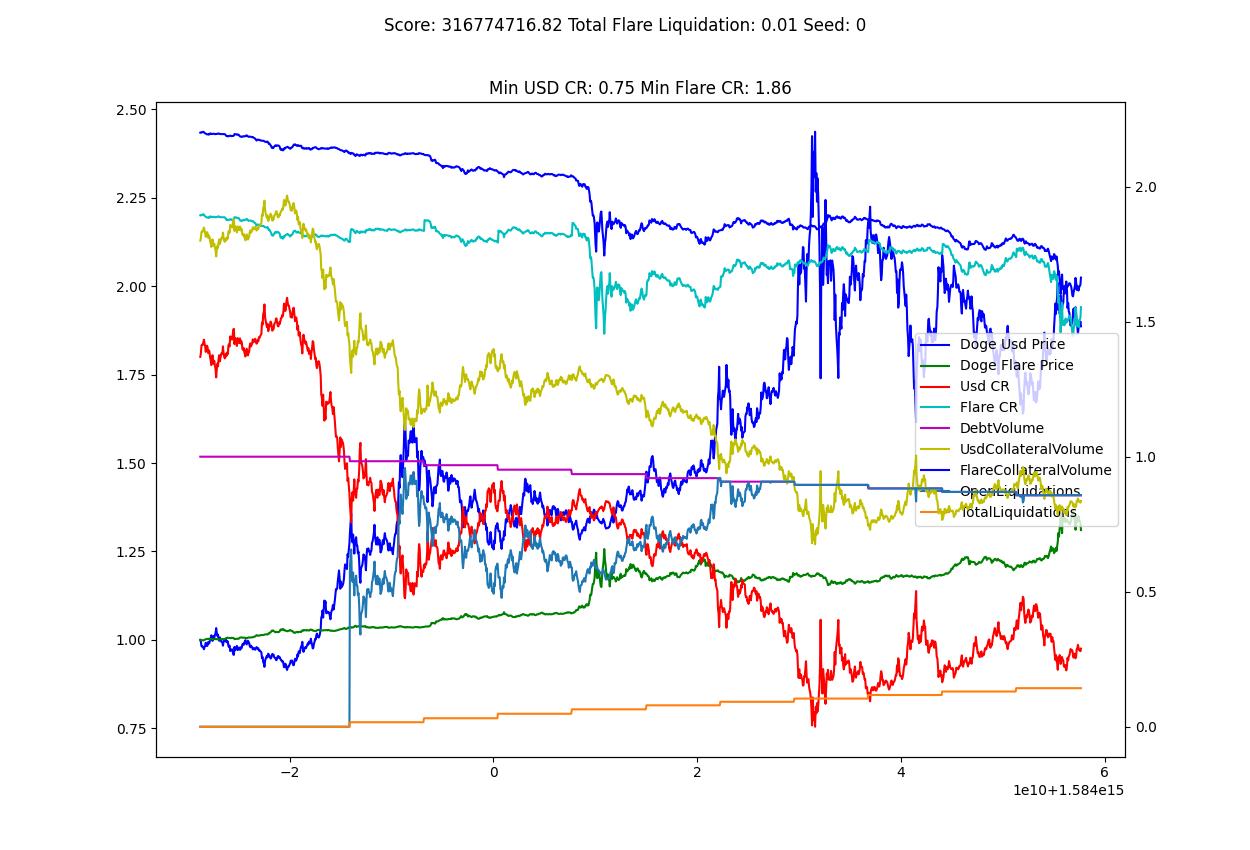 Score: 316774716.82 Total Flare Liquidation: 0.01 Seed: 0
Min USD CR: 0.75 Min Flare CR: 1.86
2.50
2.25
2.00
1.75
1.50
1.25
1.00
0.75
2.0
1.5
1.0
0.5
0.0
Doge Usd Price
Doge Flare Price
Usd CR
Flare CR
DebtVolume
UsdCollateralVolume
FlareCollateralVolume
OpenLiquidations
TotalLiquidations
−2
0
2
4
6
1e10+1.584e15